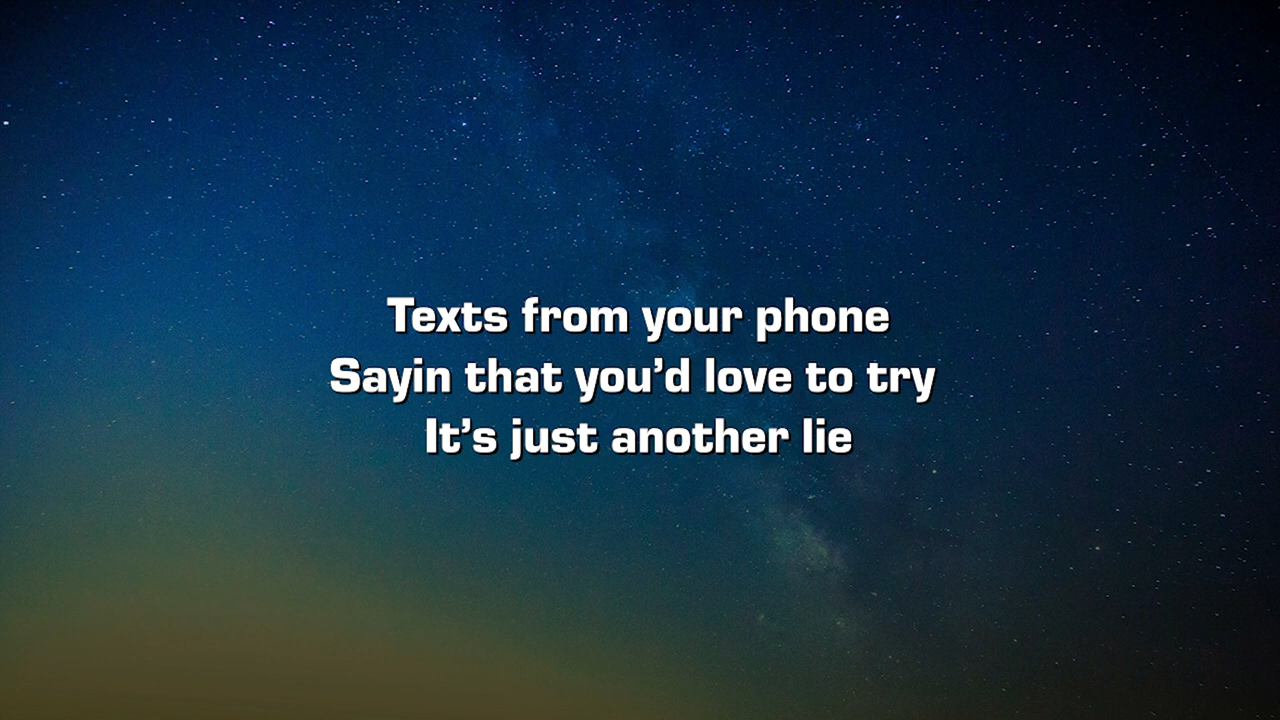 Texts from your phone
Sayin that you’d love to try
It’s just another lie